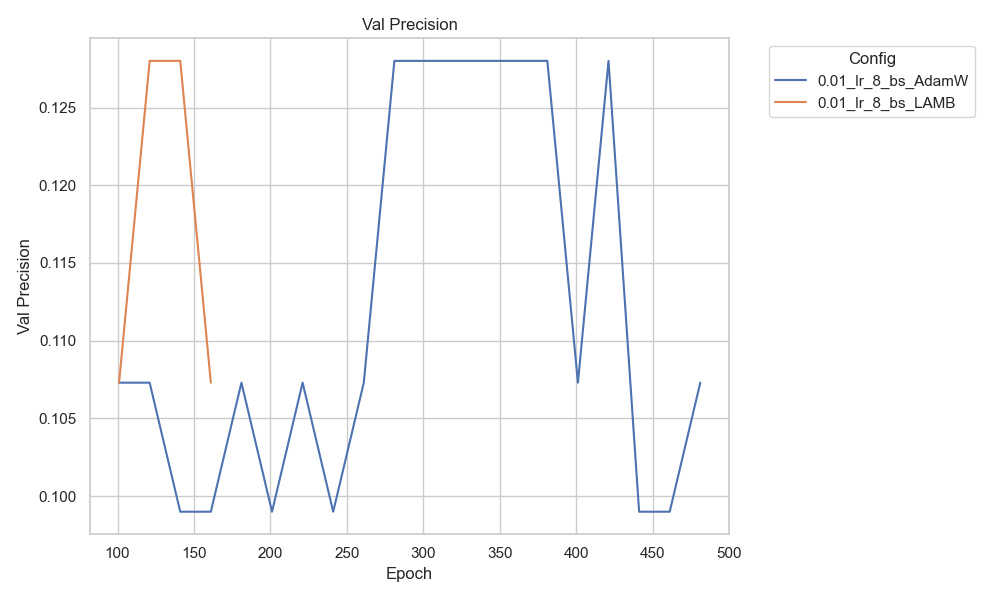 Val Precision
Config
0.01_lr_8_bs_AdamW
0.01_lr_8_bs_LAMB
Val Precision
0.125
0.120
0.115
0.110
0.105
0.100
100 150 200 250 300 350 400 450 500
Epoch